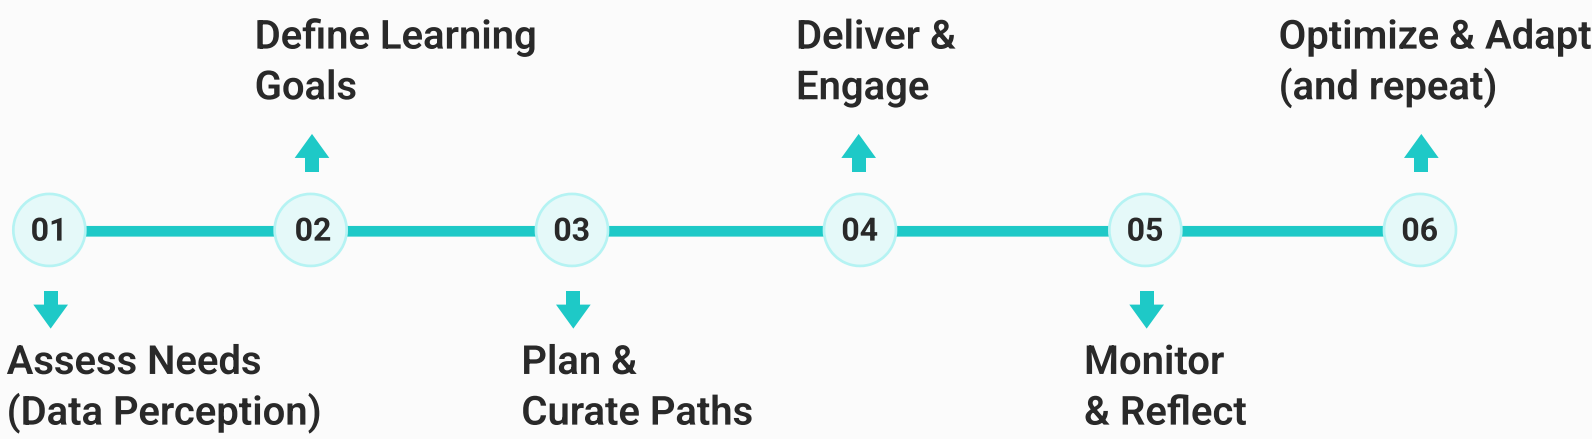 01
Assess Needs
(Data Perception)
02
Define Learning
Goals
03
Plan &
Curate Paths
04
Deliver &
Engage
05
Monitor
& Reflect
06
Optimize & Adapt
(and repeat)